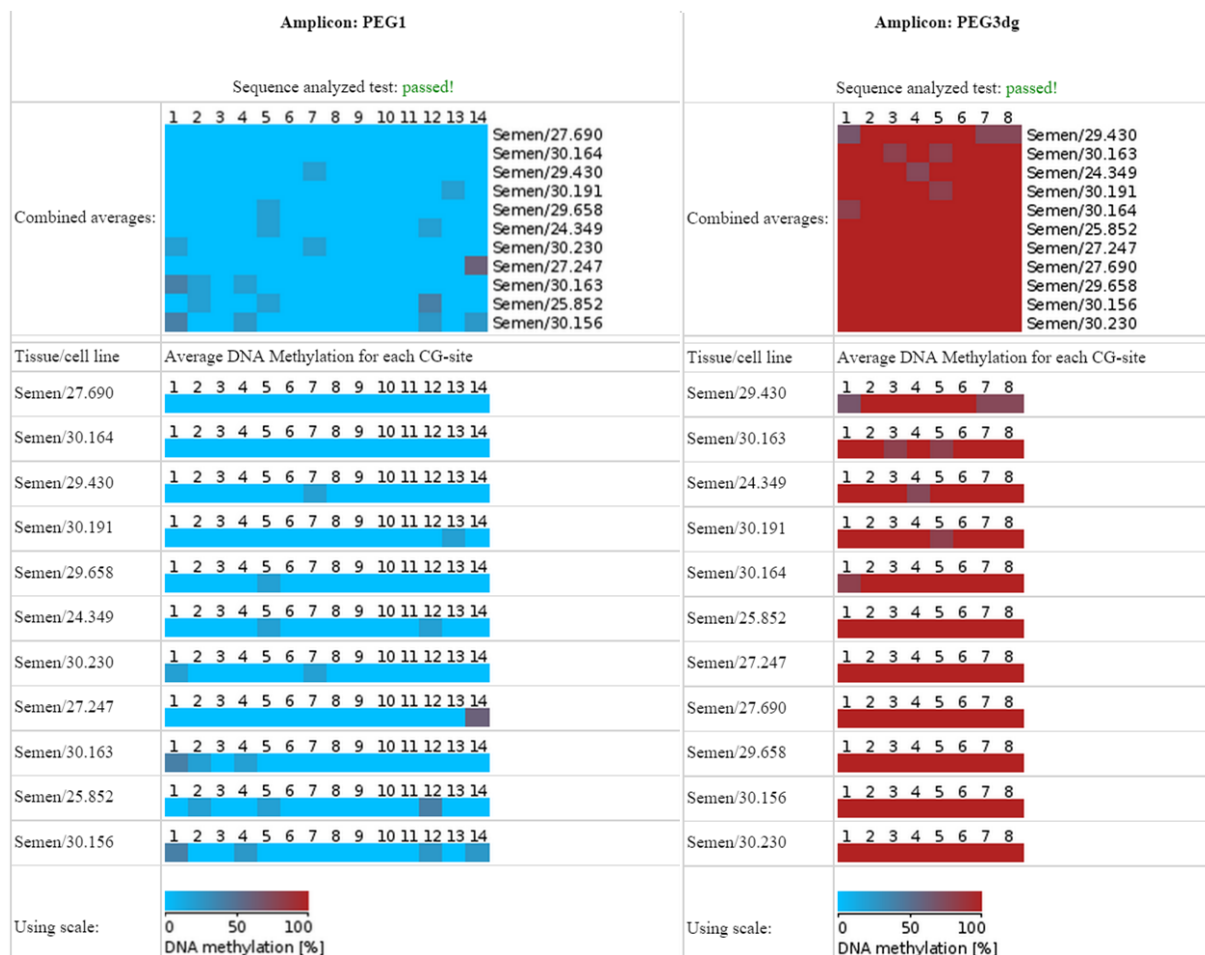 Amplicon: PEG1
Sequence analyzed test: passed!
Combined averages:
1 2 3 4 5 6 7 8 9 10 11 12 13 14
Semen/27.690
Semen/30.164
Semen/29.430
Semen/30.191
Semen/29.658
Semen/24.349
Semen/30.230
Semen/27.247
Semen/30.163
Semen/25.852
Semen/30.156
Tissue/cell line Average DNA Methylation for each CG-site
Semen/27.690 1 2 3 4 5 6 7 8 9 10 11 12 13 14
Semen/30.164 1 2 3 4 5 6 7 8 9 10 11 12 13 14
Semen/29.430 1 2 3 4 5 6 7 8 9 10 11 12 13 14
Semen/30.191 1 2 3 4 5 6 7 8 9 10 11 12 13 14
Semen/29.658 1 2 3 4 5 6 7 8 9 10 11 12 13 14
Semen/24.349 1 2 3 4 5 6 7 8 9 10 11 12 13 14
Semen/30.230 1 2 3 4 5 6 7 8 9 10 11 12 13 14
Semen/27.247 1 2 3 4 5 6 7 8 9 10 11 12 13 14
Semen/30.163 1 2 3 4 5 6 7 8 9 10 11 12 13 14
Semen/25.852 1 2 3 4 5 6 7 8 9 10 11 12 13 14
Semen/30.156 1 2 3 4 5 6 7 8 9 10 11 12 13 14
Using scale:
0 50 100
DNA methylation [%]
Amplicon: PEG3dg
Sequence analyzed test: passed!
Combined averages:
1 2 3 4 5 6 7 8
Semen/29.430
Semen/30.163
Semen/24.349
Semen/30.191
Semen/30.164
Semen/25.852
Semen/27.247
Semen/27.690
Semen/29.658
Semen/30.156
Semen/30.230
Tissue/cell line Average DNA Methylation for each CG-site
Semen/29.430 1 2 3 4 5 6 7 8
Semen/30.163 1 2 3 4 5 6 7 8
Semen/24.349 1 2 3 4 5 6 7 8
Semen/30.191 1 2 3 4 5 6 7 8
Semen/30.164 1 2 3 4 5 6 7 8
Semen/25.852 1 2 3 4 5 6 7 8
Semen/27.247 1 2 3 4 5 6 7 8
Semen/27.690 1 2 3 4 5 6 7 8
Semen/29.658 1 2 3 4 5 6 7 8
Semen/30.156 1 2 3 4 5 6 7 8
Semen/30.230 1 2 3 4 5 6 7 8
Using scale:
0 50 100
DNA methylation [%]